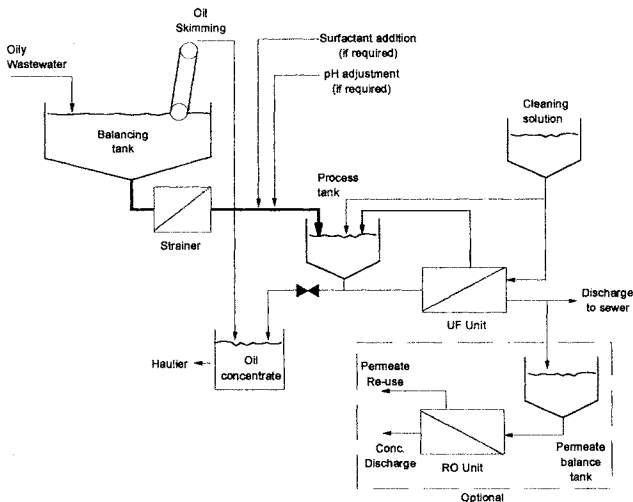 Oil
Skimming
Oily
Wastewater
Surfactant addition
(if required)
pH adjustment
(if required)
Cleaning
solution
Balancing
tank
Process
tank
Strainer
Discharge
to sewer
UF Unit
Oil
concentrate
Haulier
Permeate
Re-use
Conc.
Discharge
RO Unit
Permeate
balance
tank
Optional